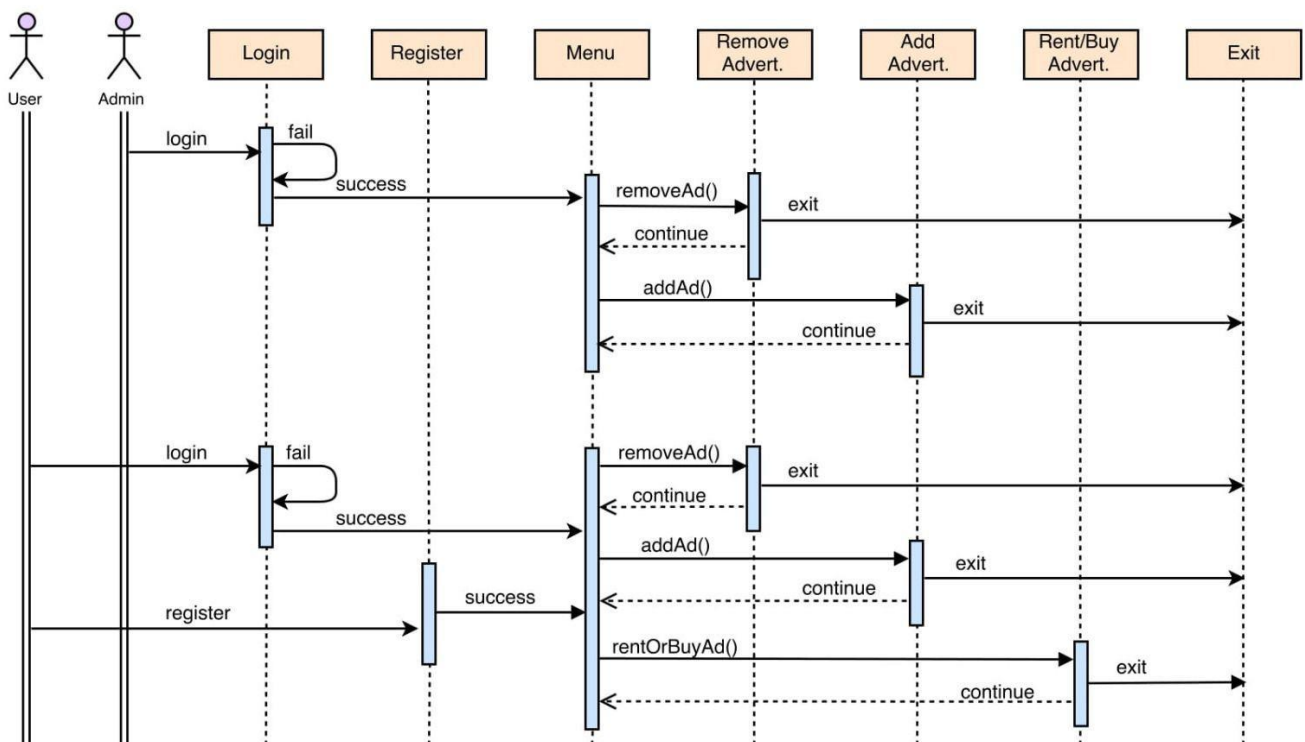 Login
Register
Menu
Remove
Advert.
Add
Advert.
Rent/Buy
Advert.
Exit
User
Admin
login
fail
success
removeAd()
exit
continue
addAd()
exit
continue
login
fail
removeAd()
exit
continue
success
addAd()
exit
continue
success
register
rentOrBuyAd()
exit
continue